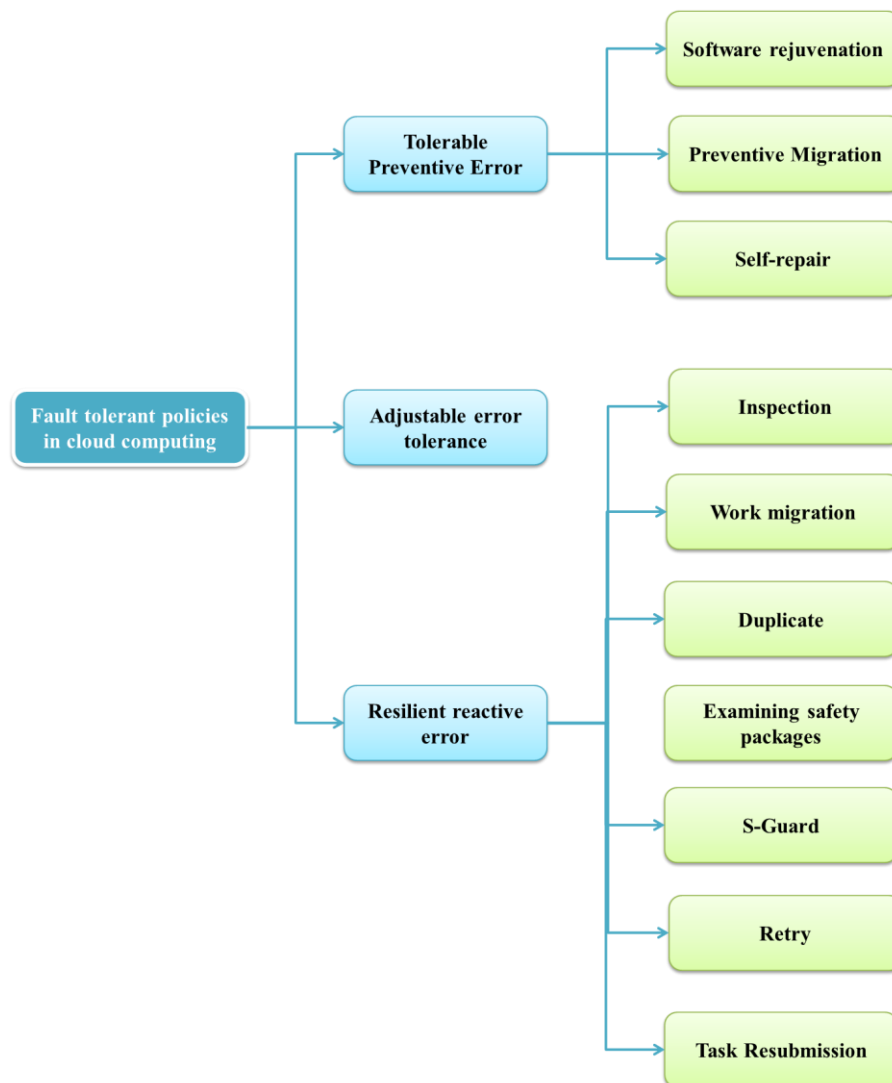 Software rejuvenation
Tolerable
Preventive Error
Preventive Migration
Self-repair
Fault tolerant policies
in cloud computing
Adjustable error
tolerance
Inspection
Work migration
Duplicate
Resilient reactive
error
Examining safety
packages
S-Guard
Retry
Task Resubmission